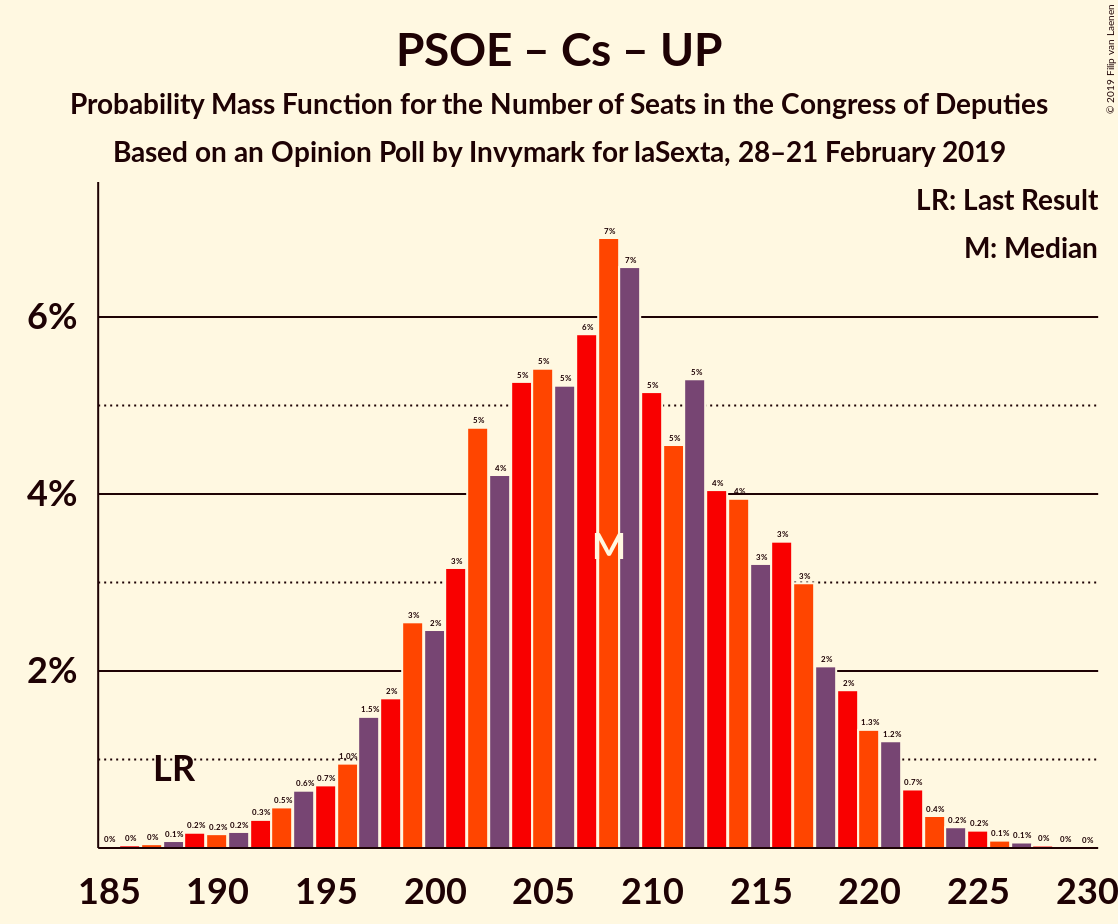 PSOE – Cs – UP
Probability Mass Function for the Number of Seats in the Congress of Deputies
Based on an Opinion Poll by Invymark for laSexta, 28–21 February 2019
© 2019 Filip van Laenen
LR: Last Result
M: Median
6%
4%
2%
0% 0% 0% 0.1% 0.2% 0.2% 0.2% 0.3% 0.5% 0.6% 0.7% 1.0% 1.5% 2% 3% 2% 3% 5% 4% 5% 5% 5% 6% 7% 7% 5% 5% 5% 4% 4% 3% 3% 3% 2% 2% 1.3% 1.2% 0.7% 0.4% 0.2% 0.2% 0.1% 0.1% 0% 0% 0%
M
LR
185 190 195 200 205 210 215 220 225 230